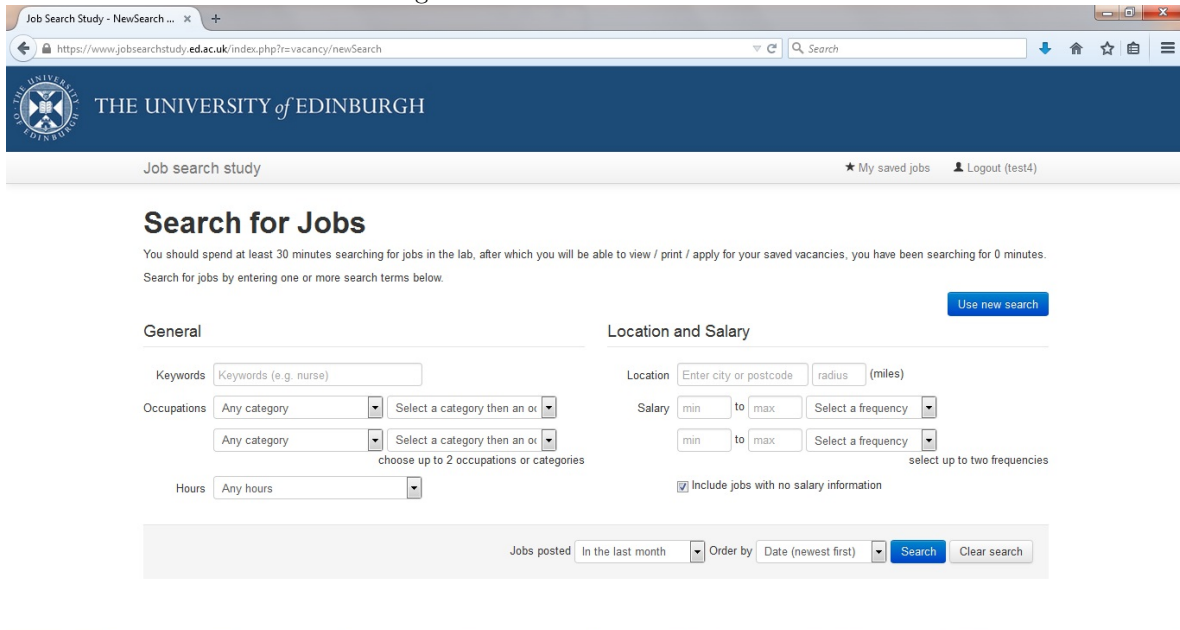 Job Search Study - NewSearch ...
https://www.jobsearchstudy.ed.ac.uk/index.php?r=vacancy/newSearch
Search
UNIVERSITY OF EDINBURGH
THE UNIVERSITY of EDINBURGH
Job search study
My saved jobs
Logout (test4)
Search for Jobs
You should spend at least 30 minutes searching for jobs in the lab, after which you will be able to view / print / apply for your saved vacancies, you have been searching for 0 minutes.
Search for jobs by entering one or more search terms below.
Use new search
General
Keywords Keywords (e.g. nurse)
Occupations Any category Select a category then an oc
Any category Select a category then an oc
choose up to 2 occupations or categories
Hours Any hours
Location and Salary
Location Enter city or postcode radius (miles)
Salary min to max Select a frequency
min to max Select a frequency
select up to two frequencies
Include jobs with no salary information
Jobs posted In the last month Order by Date (newest first) Search Clear search